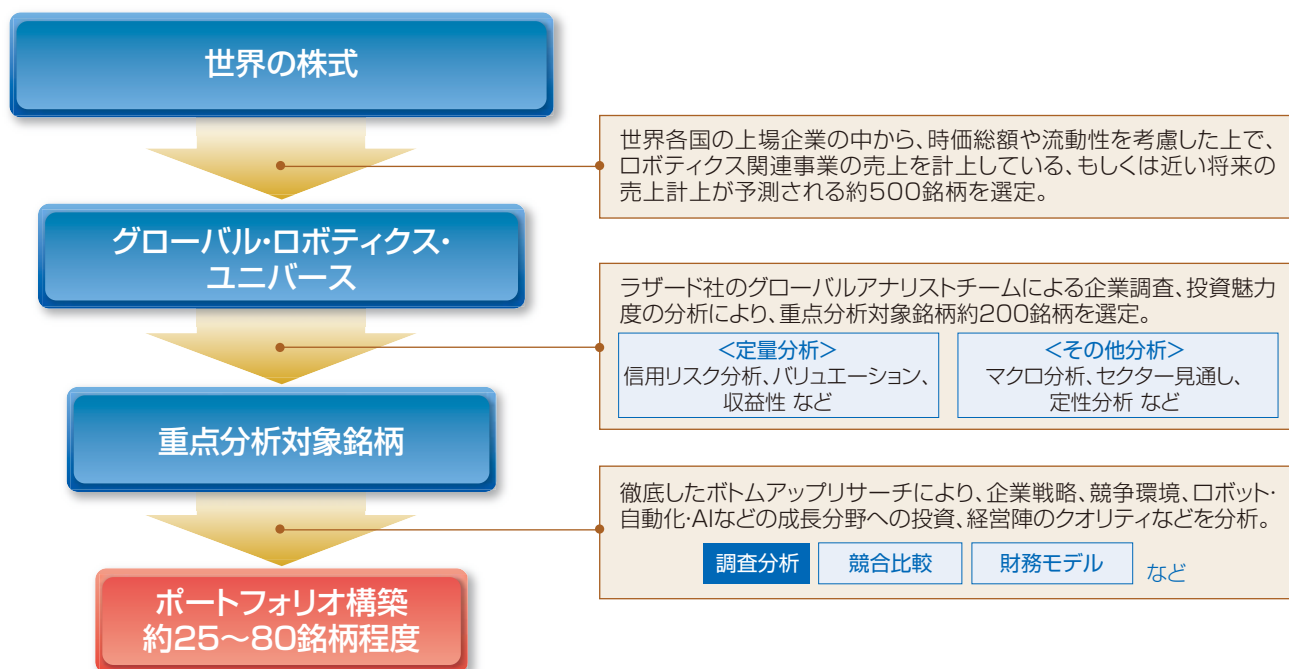 世界の株式
世界各国の上場企業の中から、時価総額や流動性を考慮した上で、
ロボティクス関連事業の売上を計上している、もしくは近い将来の
売上計上が予測される約500銘柄を選定。
グローバル・ロボティクス・
ユニバース
ラザード社のグローバルアナリストチームによる企業調査、投資魅力
度の分析により、重点分析対象銘柄約200銘柄を選定。
<定量分析>
信用リスク分析、バリュエーション、
収益性 など
<その他分析>
マクロ分析、セクター見通し、
定性分析 など
重点分析対象銘柄
徹底したボトムアップリサーチにより、企業戦略、競争環境、ロボット・
自動化・AIなどの成長分野への投資、経営陣のクオリティなどを分析。
調査分析
競合比較
財務モデル
など
ポートフォリオ構築
約25～80銘柄程度